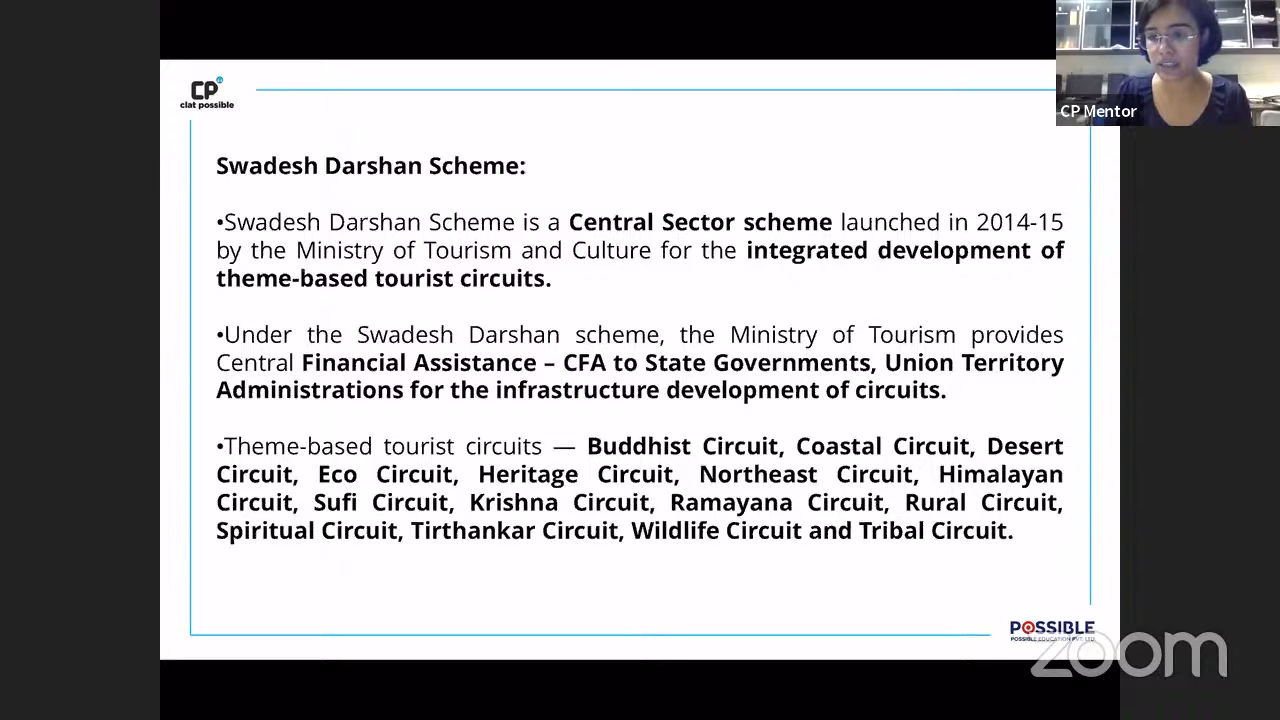 CP
clat possible
CP Mentor
Swadesh Darshan Scheme:
•Swadesh Darshan Scheme is a Central Sector scheme launched in 2014-15
by the Ministry of Tourism and Culture for the integrated development of
theme-based tourist circuits.
•Under the Swadesh Darshan scheme, the Ministry of Tourism provides
Central Financial Assistance – CFA to State Governments, Union Territory
Administrations for the infrastructure development of circuits.
•Theme-based tourist circuits — Buddhist Circuit, Coastal Circuit, Desert
Circuit, Eco Circuit, Heritage Circuit, Northeast Circuit, Himalayan
Circuit, Sufi Circuit, Krishna Circuit, Ramayana Circuit, Rural Circuit,
Spiritual Circuit, Tirthankar Circuit, Wildlife Circuit and Tribal Circuit.
POSSIBLE
POSSIBLE EDUCATION PVT. LTD.
zoom